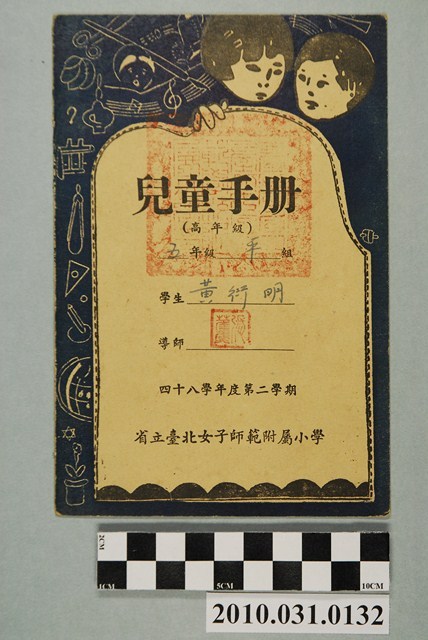 兒童手册
(高年級)
五年級 平 組
學生 黃衍明
導師
四十八學年度第二學期
省立臺北女子師範附屬小學
2CM
1CM 5CM 10CM
2010.031.0132